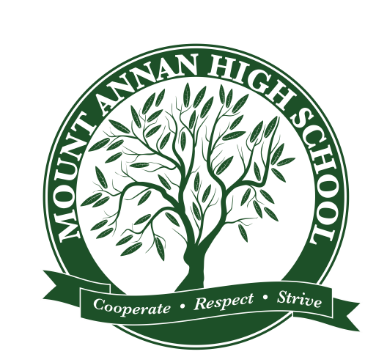 MOUNT ANNAN HIGH SCHOOL
Cooperate • Respect • Strive